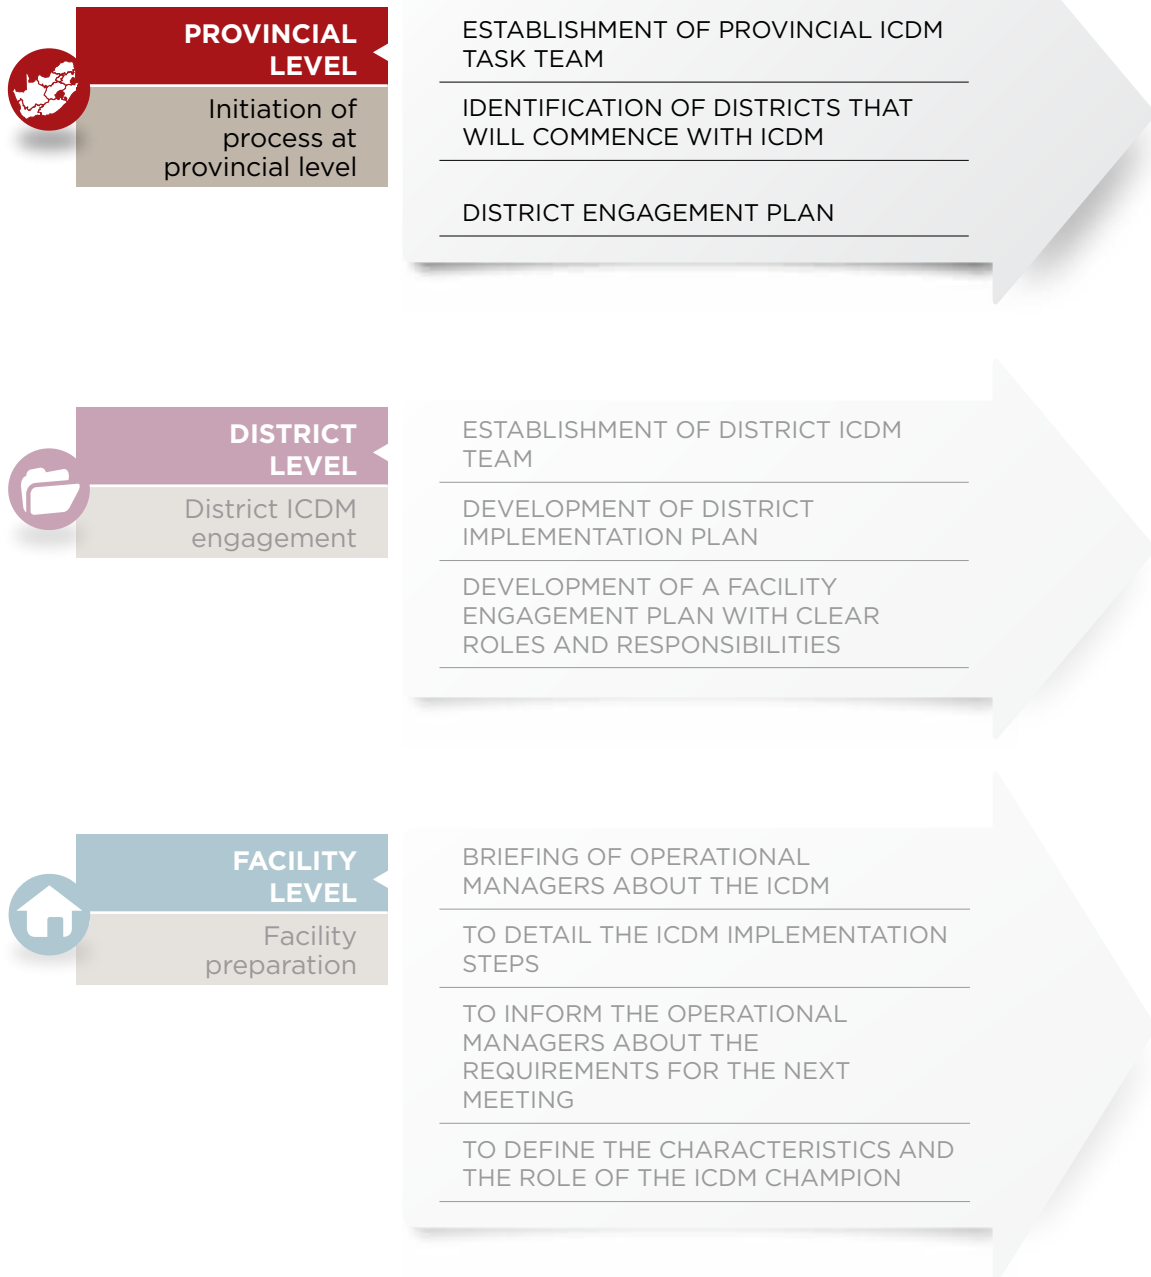 PROVINCIAL
LEVEL
Initiation of
process at
provincial level
ESTABLISHMENT OF PROVINCIAL ICDM
TASK TEAM
IDENTIFICATION OF DISTRICTS THAT
WILL COMMENCE WITH ICDM
DISTRICT ENGAGEMENT PLAN
DISTRICT
LEVEL
District ICDM
engagement
ESTABLISHMENT OF DISTRICT ICDM
TEAM
DEVELOPMENT OF DISTRICT
IMPLEMENTATION PLAN
DEVELOPMENT OF A FACILITY
ENGAGEMENT PLAN WITH CLEAR
ROLES AND RESPONSIBILITIES
FACILITY
LEVEL
Facility
preparation
BRIEFING OF OPERATIONAL
MANAGERS ABOUT THE ICDM
TO DETAIL THE ICDM IMPLEMENTATION
STEPS
TO INFORM THE OPERATIONAL
MANAGERS ABOUT THE
REQUIREMENTS FOR THE NEXT
MEETING
TO DEFINE THE CHARACTERISTICS AND
THE ROLE OF THE ICDM CHAMPION